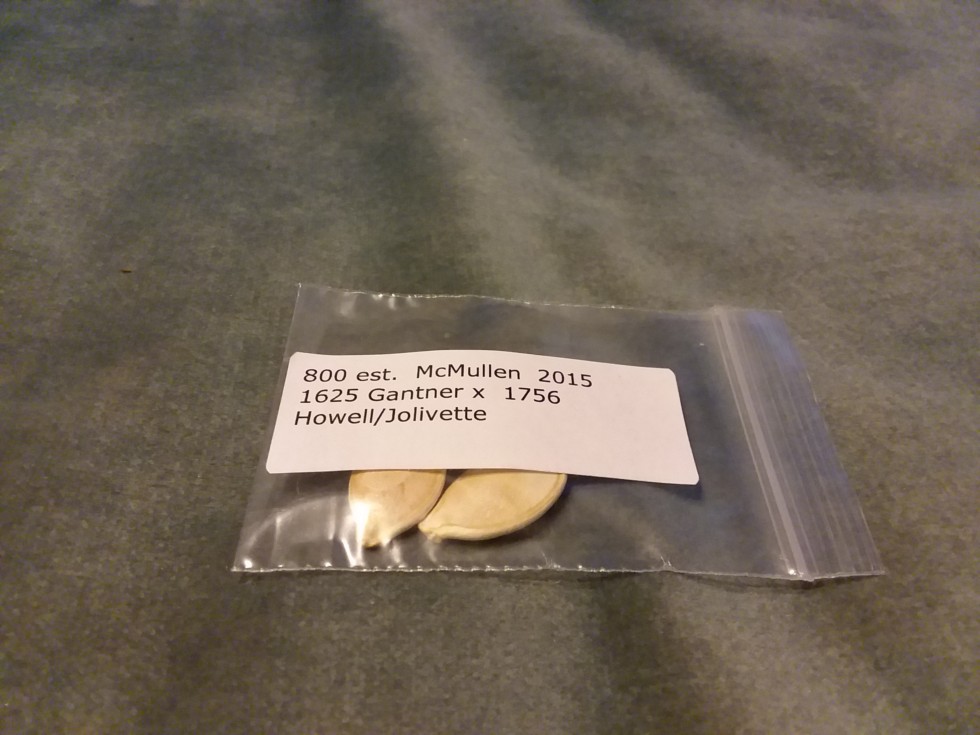 800 est. McMullen 2015
1625 Gantner x 1756
Howell/Jolivette